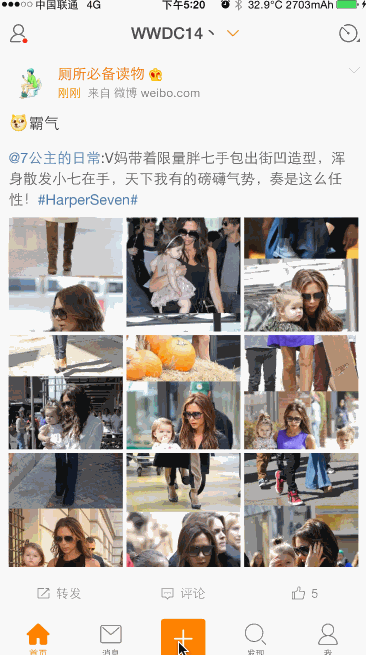 中国联通 4G 下午5:20 32.9°C 2703mAh
WWDC14丶
厕所必备读物
刚刚 来自 微博 weibo.com
霸气
@7公主的日常:V妈带着限量胖七手包出街凹造型，浑
身散发小七在手，天下我有的磅礴气势，奏是这么任
性！#HarperSeven#
转发 评论 5
首页 消息 发现 我